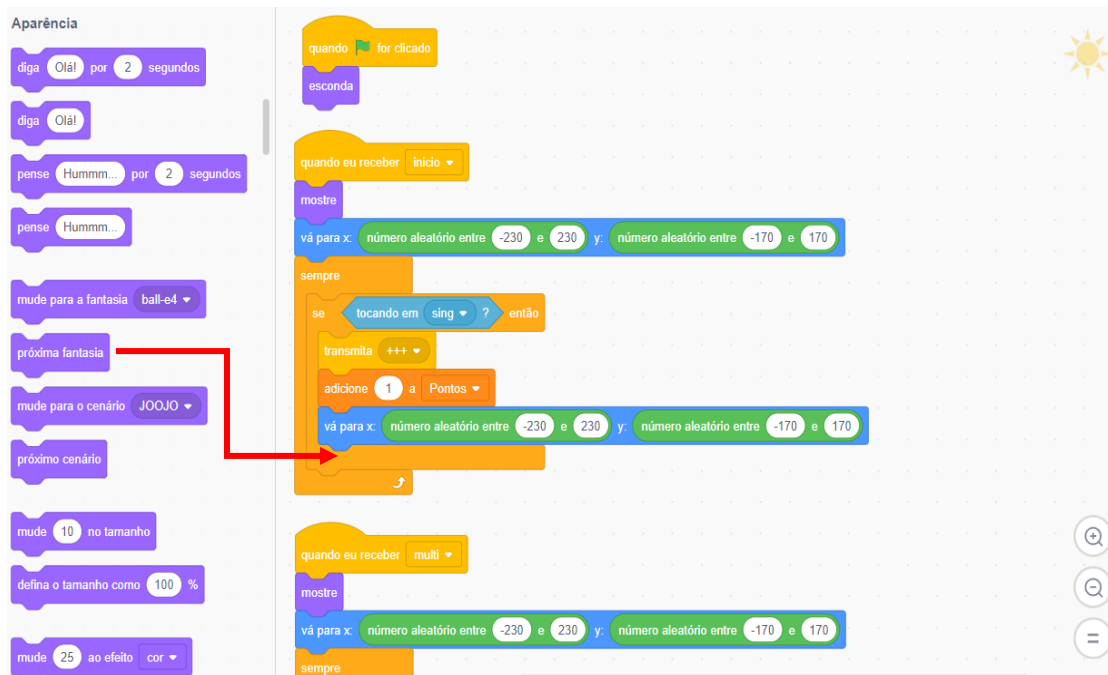 Aparência
diga Olá! por 2 segundos
diga Olá!
pense Hummm... por 2 segundos
pense Hummm...
mude para a fantasia ball-e4
próxima fantasia
mude para o cenário JOOJO
próximo cenário
mude 10 no tamanho
defina o tamanho como 100 %
mude 25 ao efeito cor
quando for clicado
esconda
quando eu receber inicio
mostre
vá para x: número aleatório entre -230 e 230 y: número aleatório entre -170 e 170
sempre
se tocando em sing ? então
transmita +++
adicione 1 a Pontos
vá para x: número aleatório entre -230 e 230 y: número aleatório entre -170 e 170
quando eu receber multi
mostre
vá para x: número aleatório entre -230 e 230 y: número aleatório entre -170 e 170
sempre